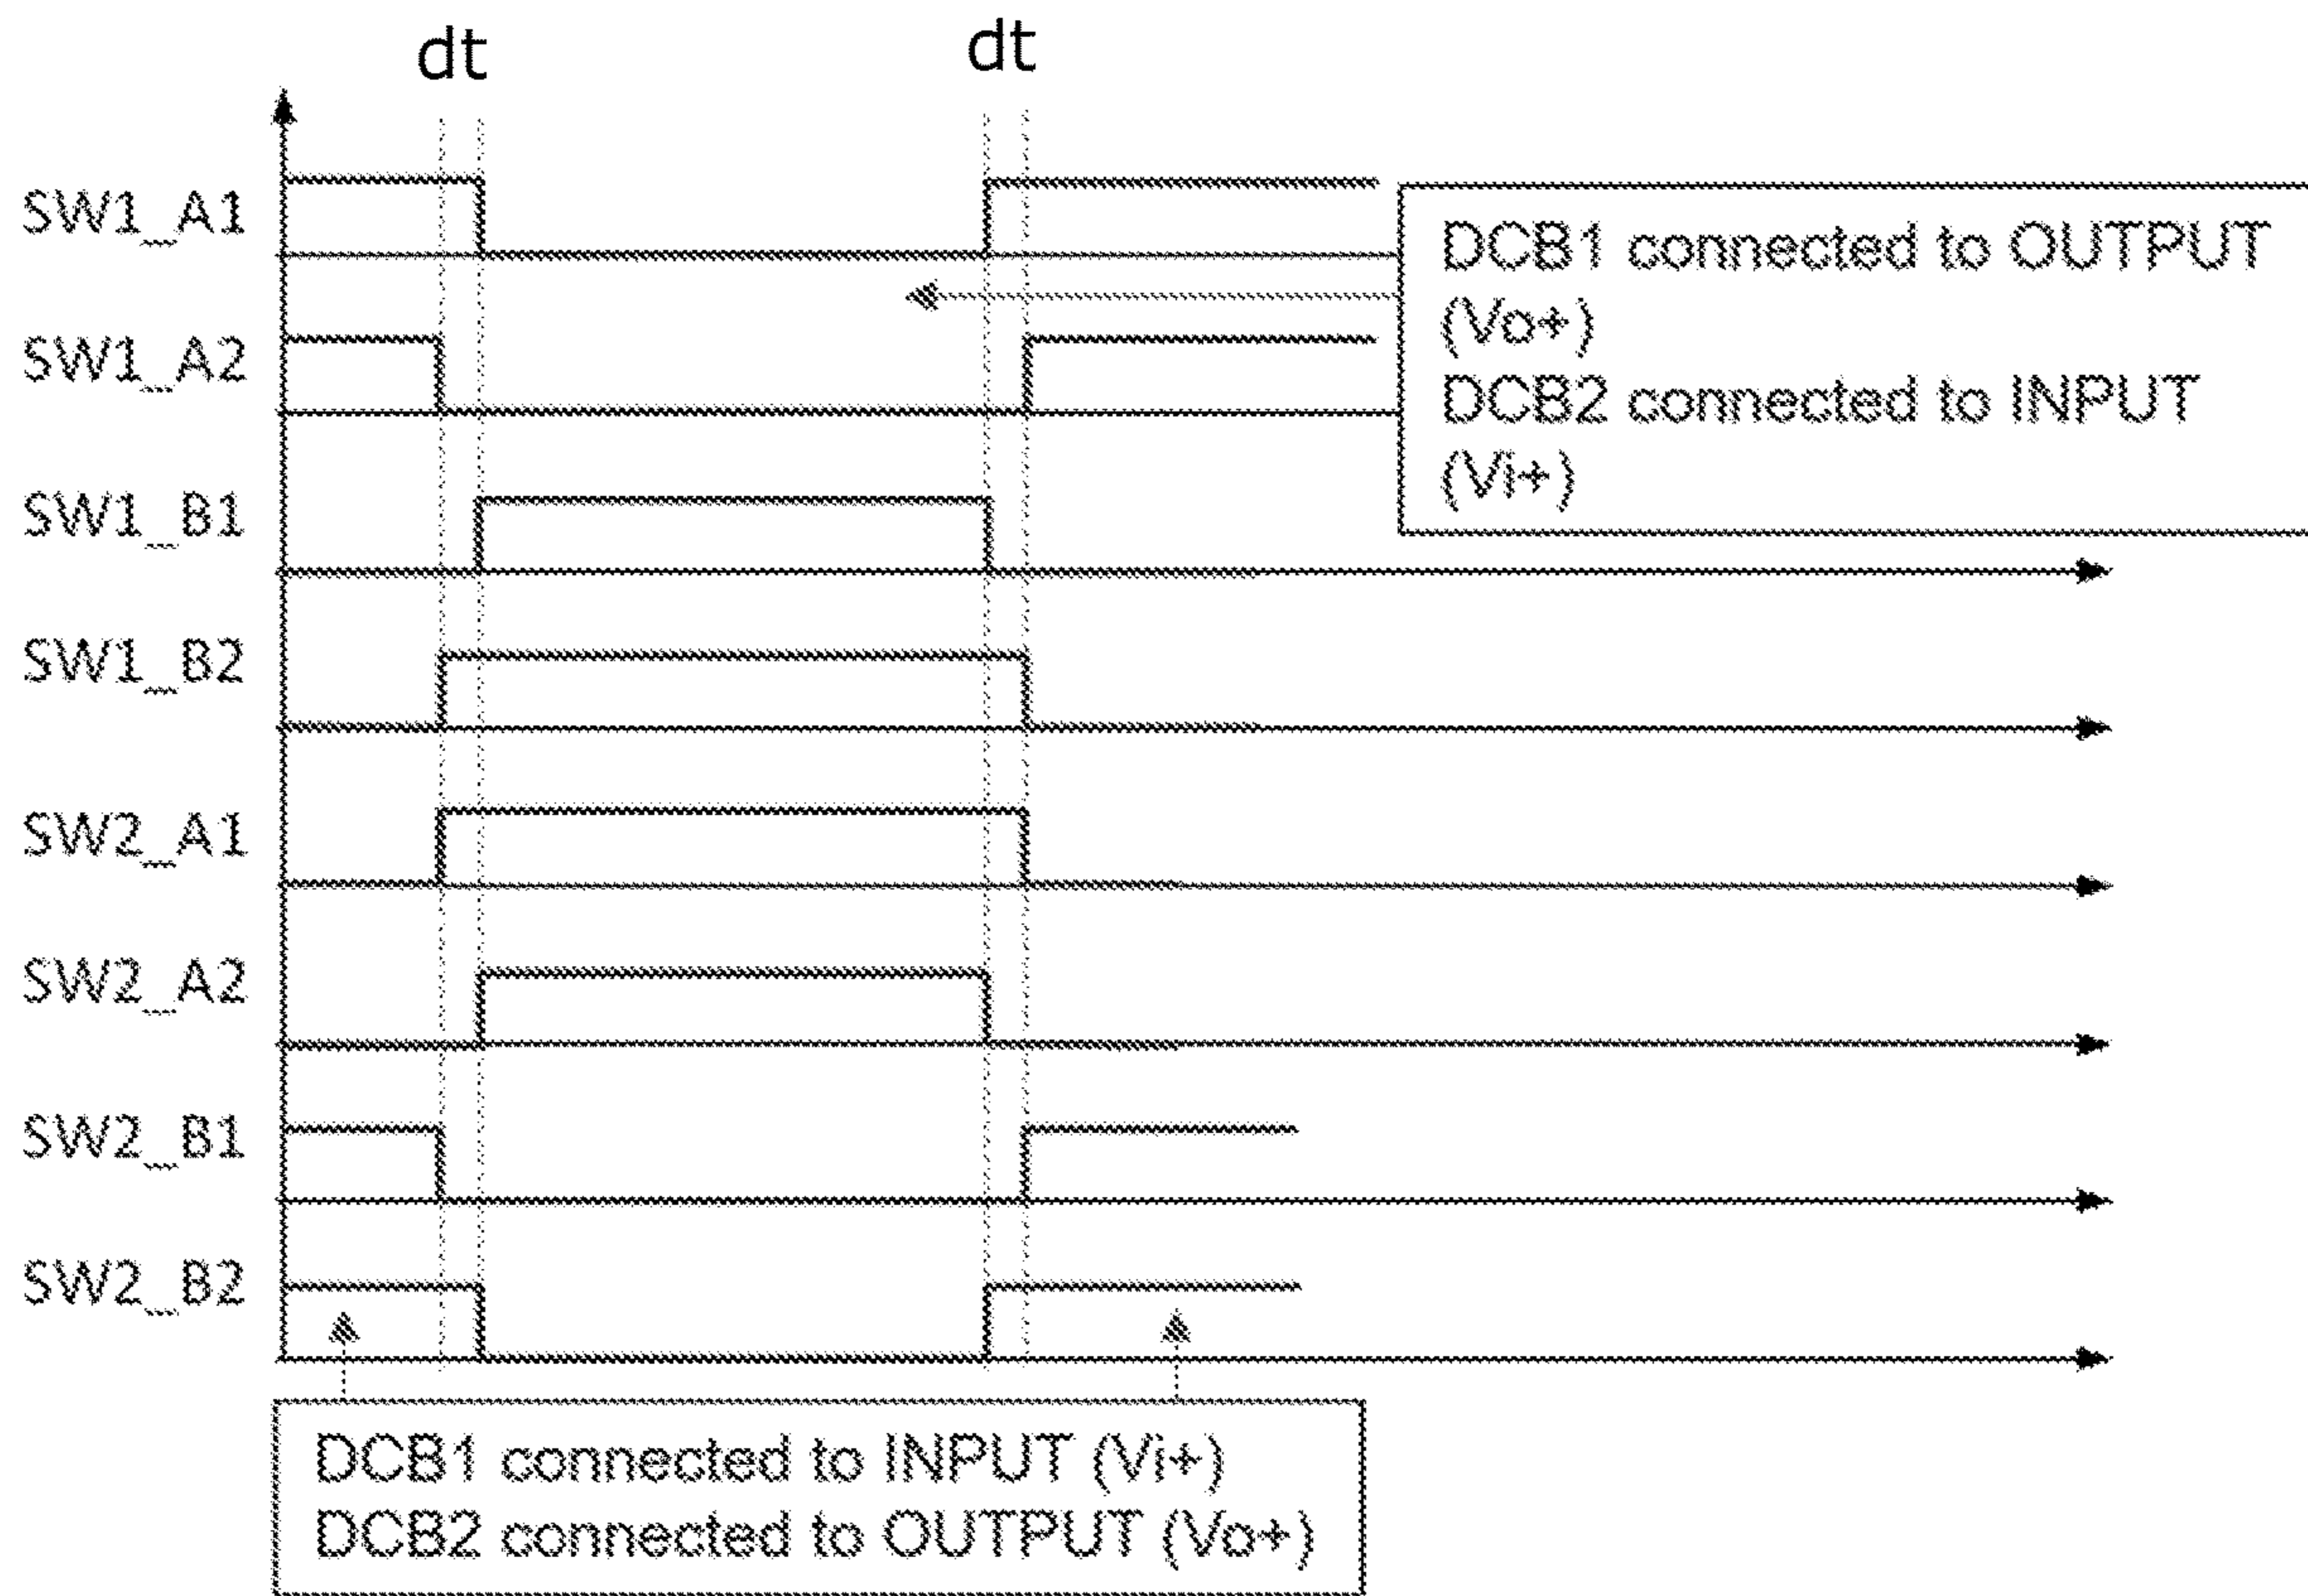 dt
dt
SW1_A1
DCB1 connected to OUTPUT
(Vo+)
DCB2 connected to INPUT
(Vi+)
SW1_A2
SW1_B1
SW1_B2
SW2_A1
SW2_A2
SW2_B1
SW2_B2
DCB1 connected to INPUT (Vi+)
DCB2 connected to OUTPUT (Vo+)